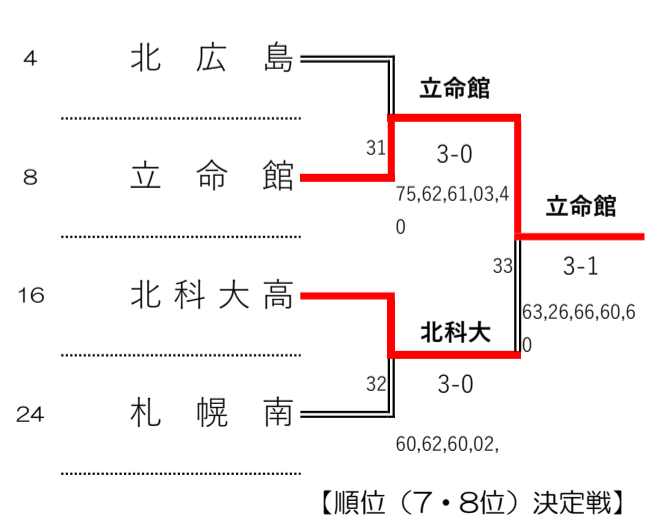 4 北広島
立命館
31
3-0
8 立命館
75,62,61,03,4
0
立命館
33
3-1
16 北科大高
63,26,66,60,6
0
北科大
32
3-0
24 札幌南
60,62,60,02,
【順位（7・8位）決定戦】